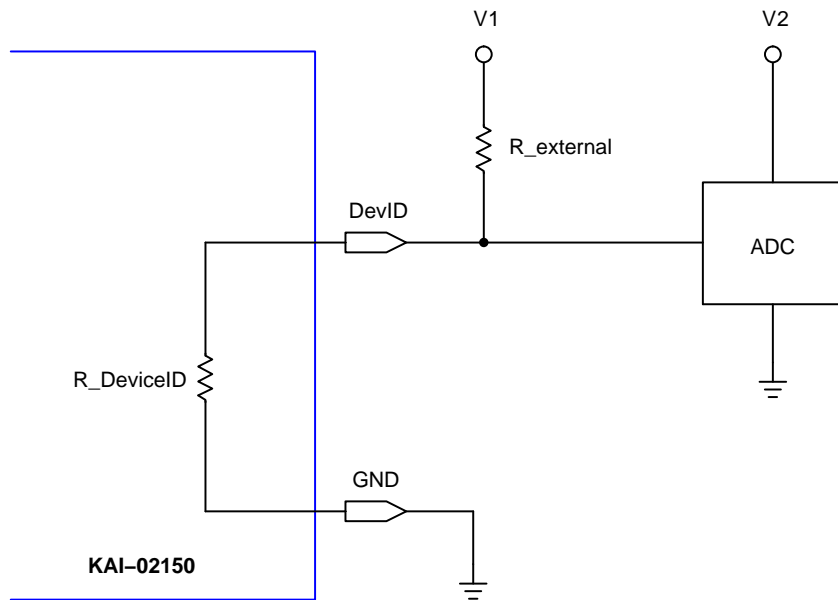 V1
V2
R_external
DevID
ADC
R_DeviceID
GND
KAI–02150